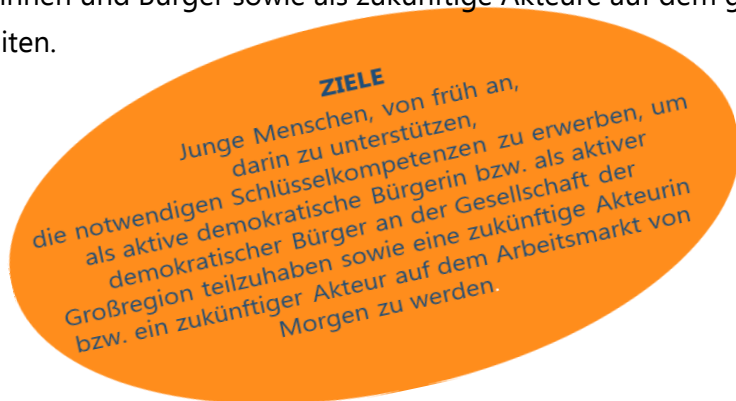 innen und Bürger sowie als zukünftige Akteure auf dem g
iten.
ZIELE
Junge Menschen, von früh an,
darin zu unterstützen,
die notwendigen Schlüsselkompetenzen zu erwerben, um
als aktive demokratische Bürgerin bzw. als aktiver
demokratischer Bürger an der Gesellschaft der
Großregion teilzuhaben sowie eine zukünftige Akteurin
bzw. ein zukünftiger Akteur auf dem Arbeitsmarkt von
Morgen zu werden.